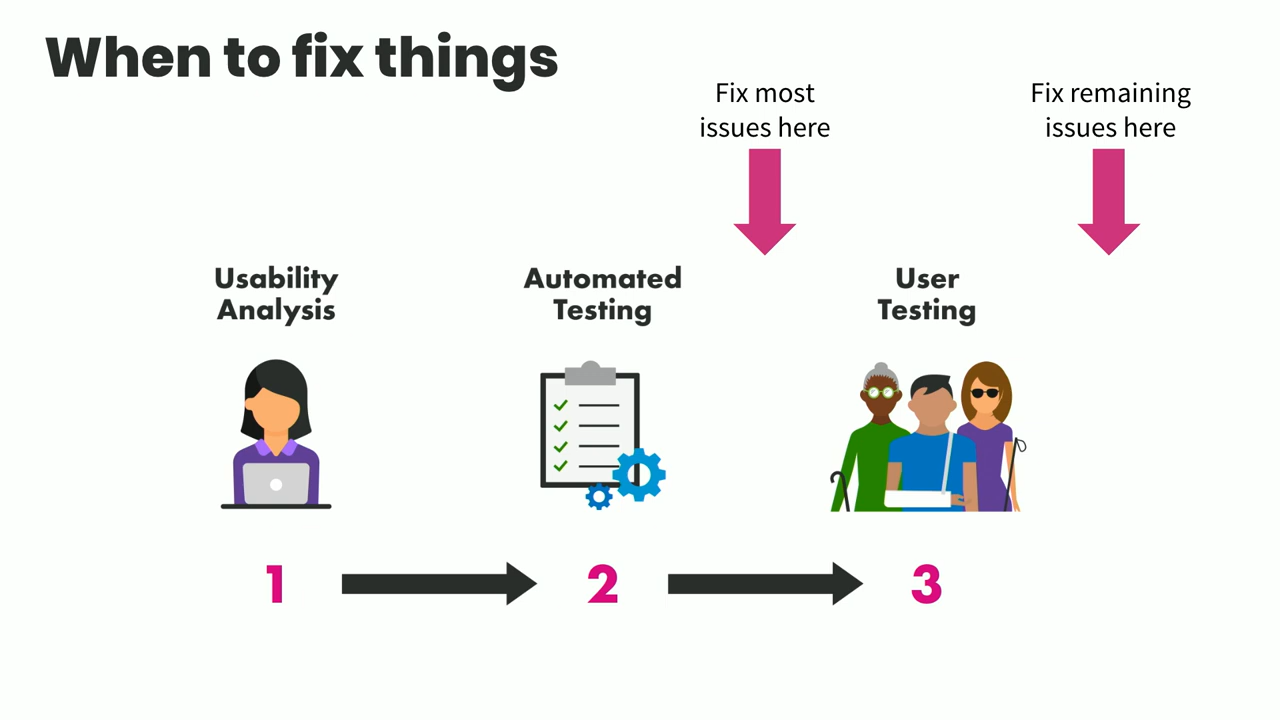 When to fix things
Fix most
issues here
Fix remaining
issues here
Usability
Analysis
Automated
Testing
User
Testing
1
2
3